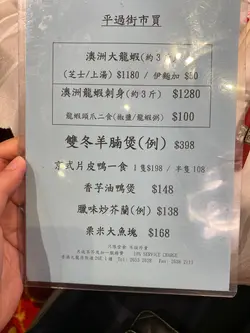 平過街市買
澳洲大龍蝦(約3斤)
(芝士/上湯) $1180 / 伊麵加 $50
澳洲龍蝦刺身(約3斤) $1280
龍蝦頭爪二食(椒鹽/龍蝦粥) $100
雙冬羊腩煲(例) $398
京式片皮鴨一食 1隻$198 / 半隻108
香芋油鴨煲 $148
臘味炒芥蘭(例) $138
粟米大魚塊 $168
10% SERVICE CHARGE